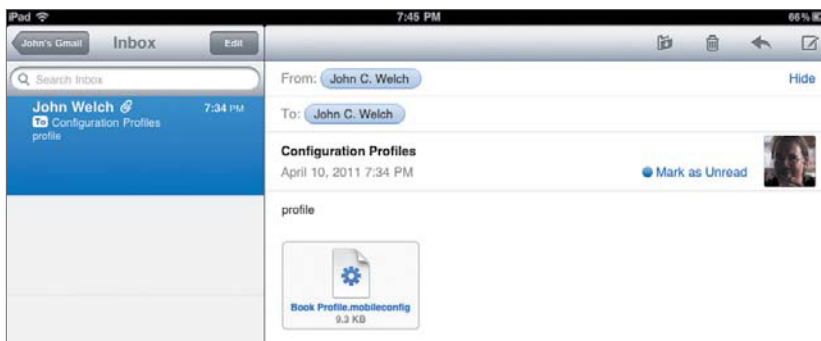 iPad 7:45 PM 66%
John's Gmail Inbox Edit
Search Inbox
John Welch 7:34 PM
To Configuration Profiles
profile
From: John C. Welch Hide
To: John C. Welch
Configuration Profiles
April 10, 2011 7:34 PM Mark as Unread
profile
Book Profile.mobileconfig
9.3 KB